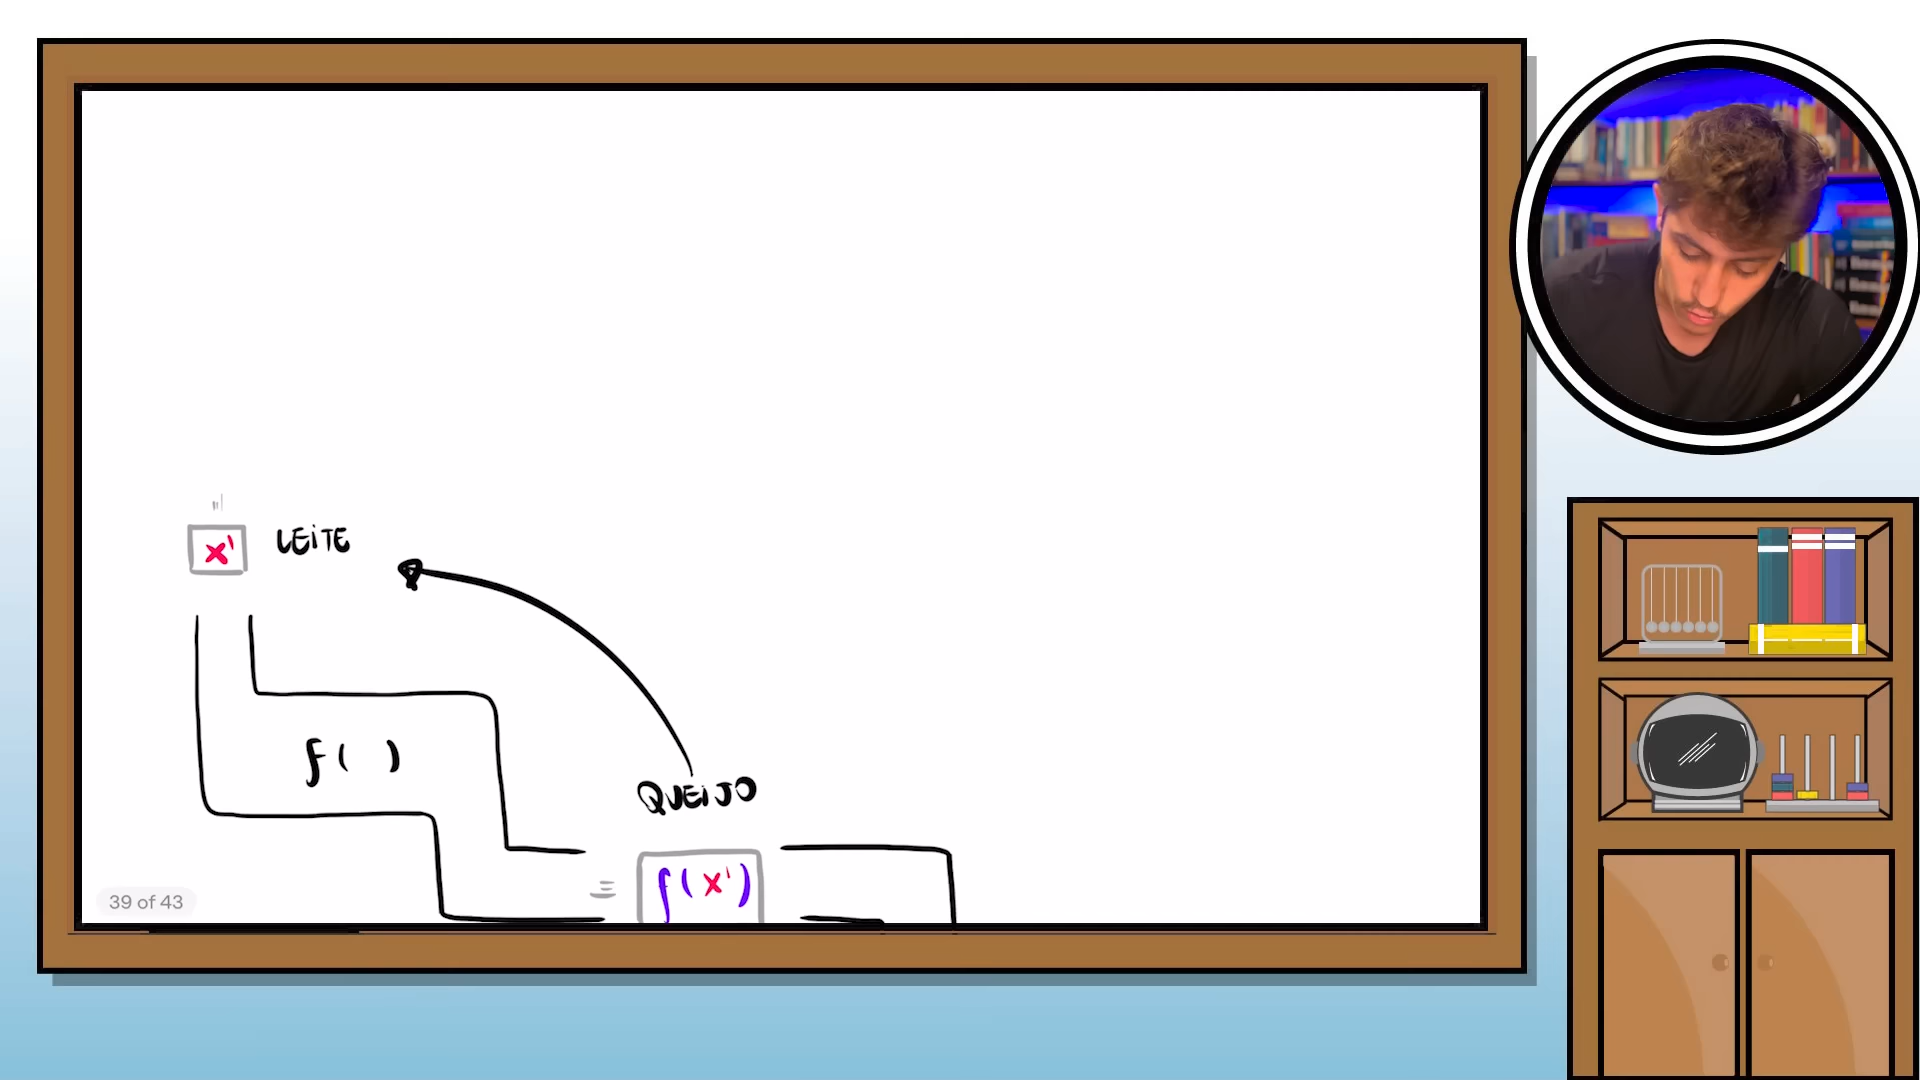 x' LEITE
f( )
QUEIJO
f(x')
39 of 43